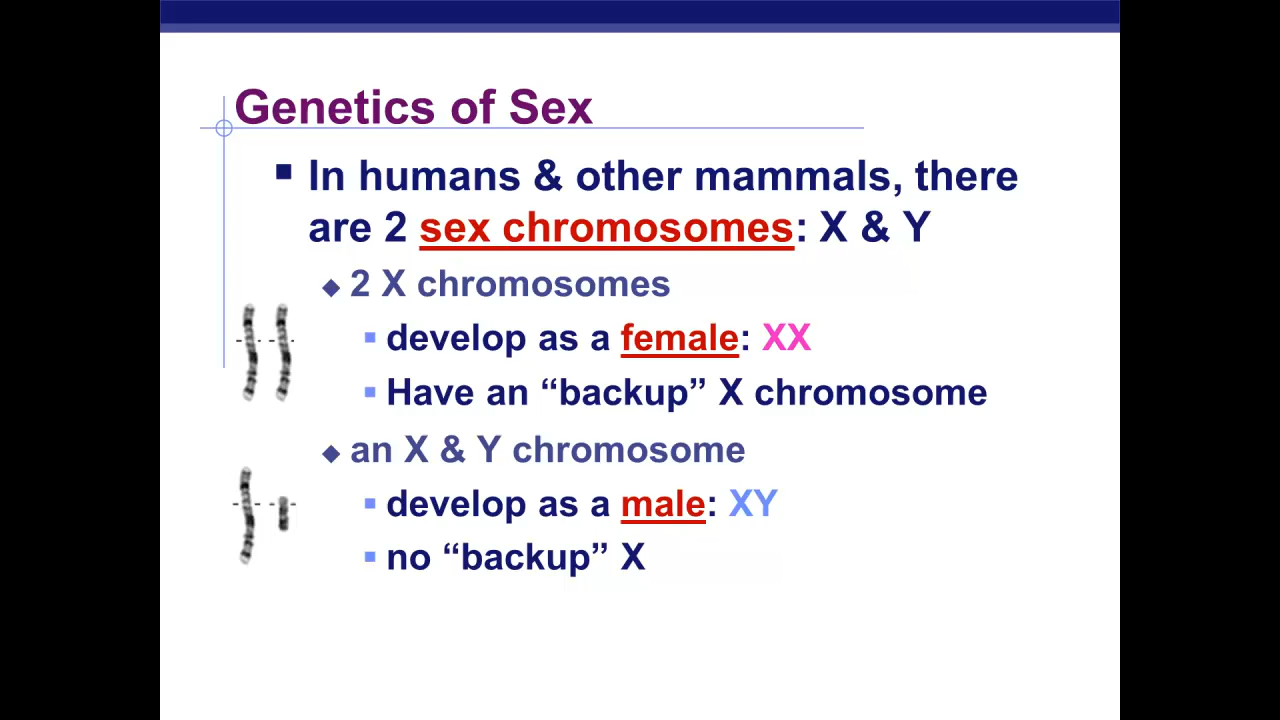 Genetics of Sex
In humans & other mammals, there
are 2 sex chromosomes: X & Y
2 X chromosomes
develop as a female: XX
Have an “backup” X chromosome
an X & Y chromosome
develop as a male: XY
no “backup” X